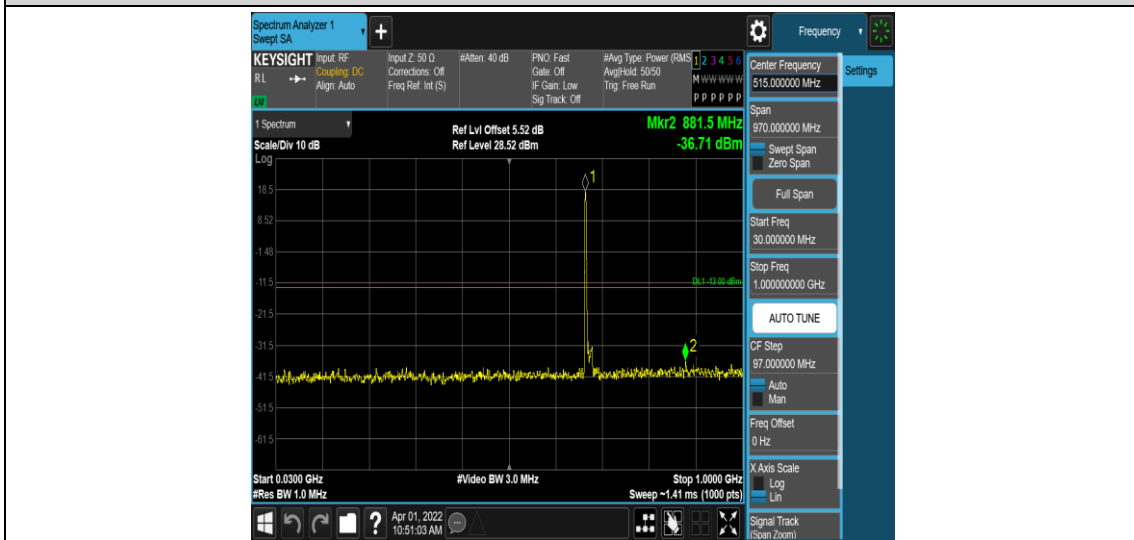 Spectrum Analyzer 1
Swept SA
+
Frequency
KEYSIGHT
RL
LXI
Input: RF
Coupling: DC
Align: Auto
Input Z: 50 Ω
Corrections: Off
Freq Ref: Int (S)
#Atten: 40 dB
PNO: Fast
Gate: Off
IF Gain: Low
Sig Track: Off
#Avg Type: Power (RMS
Avg|Hold: 50/50
Trig: Free Run
1 2 3 4 5 6
M W W W W W
P P P P P P
1 Spectrum
Scale/Div 10 dB
Ref Lvl Offset 5.52 dB
Ref Level 28.52 dBm
Mkr2 881.5 MHz
-36.71 dBm
Log
1
18.5
8.52
-1.48
-11.5
DL1 -13.00 dBm
-21.5
-31.5
2
-41.5
-51.5
-61.5
Start 0.0300 GHz
#Res BW 1.0 MHz
#Video BW 3.0 MHz
Stop 1.0000 GHz
Sweep ~1.41 ms (1000 pts)
?
Apr 01, 2022
10:51:03 AM
Center Frequency
515.000000 MHz
Settings
Span
970.000000 MHz
Swept Span
Zero Span
Full Span
Start Freq
30.000000 MHz
Stop Freq
1.000000000 GHz
AUTO TUNE
CF Step
97.000000 MHz
Auto
Man
Freq Offset
0 Hz
X Axis Scale
Log
Lin
Signal Track
(Span Zoom)